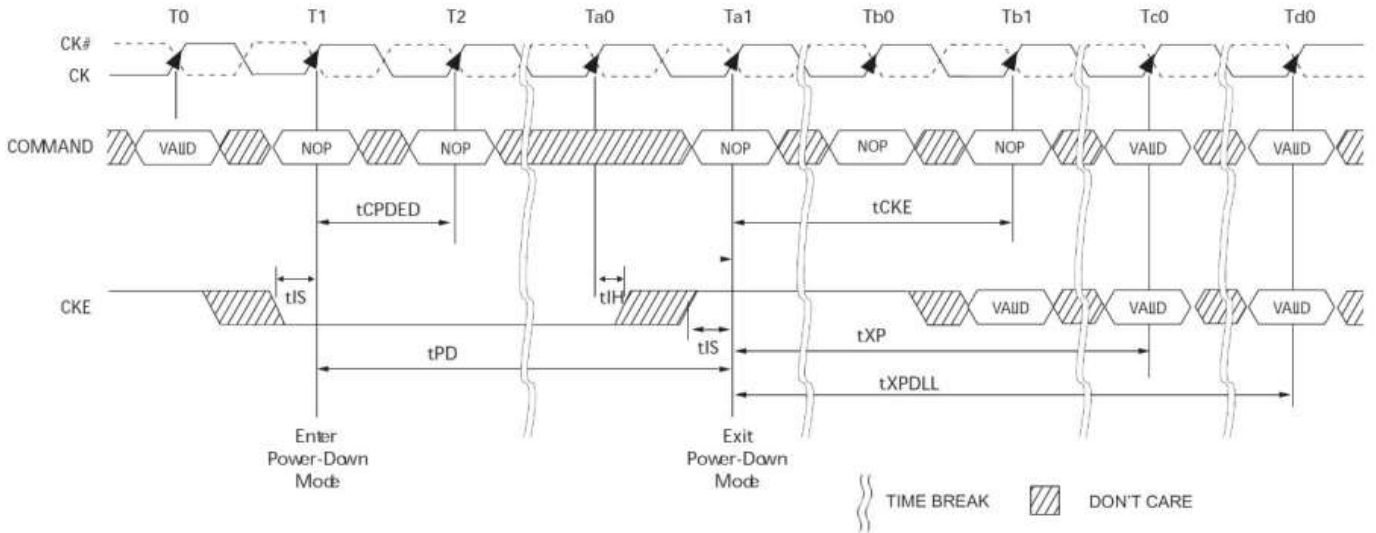 T0 T1 T2 Ta0 Ta1 Tb0 Tb1 Tc0 Td0
CK#
CK
COMMAND VALID NOP NOP NOP NOP NOP VALID VALID
tCPDED tCKE
tIS tIH
CKE VALID VALID VALID
tIS
tPD tXP
tXPDLL
Enter
Power-Down
Mode
Exit
Power-Down
Mode
TIME BREAK DON'T CARE